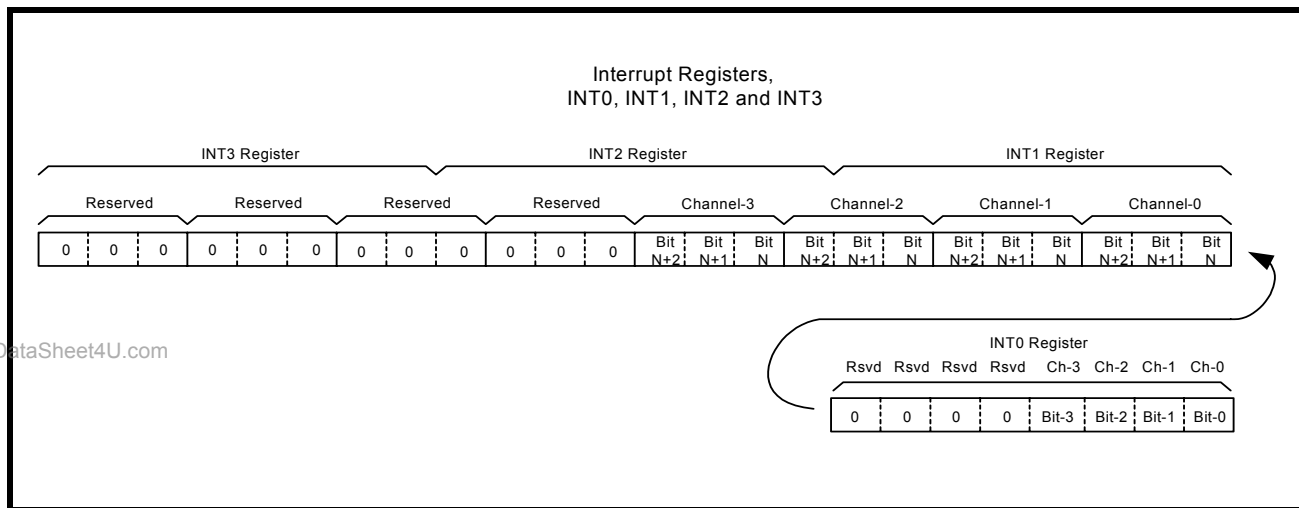 Interrupt Registers,
INT0, INT1, INT2 and INT3
INT3 Register INT2 Register INT1 Register
Reserved Reserved Reserved Reserved Channel-3 Channel-2 Channel-1 Channel-0
0 0 0 0 0 0 0 0 0 0 0 0 Bit N+2 Bit N+1 Bit N Bit N+2 Bit N+1 Bit N Bit N+2 Bit N+1 Bit N Bit N+2 Bit N+1 Bit N
DataSheet4U.com
INT0 Register
Rsvd Rsvd Rsvd Rsvd Ch-3 Ch-2 Ch-1 Ch-0
0 0 0 0 Bit-3 Bit-2 Bit-1 Bit-0